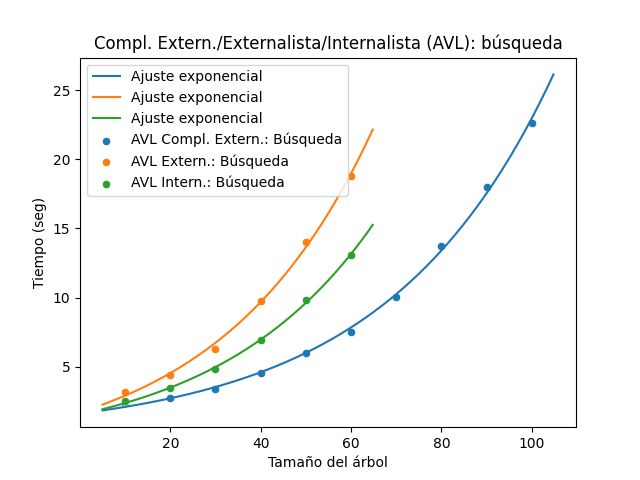 Compl. Extern./Externalista/Internalista (AVL): búsqueda
Ajuste exponencial
Ajuste exponencial
Ajuste exponencial
AVL Compl. Extern.: Búsqueda
AVL Extern.: Búsqueda
AVL Intern.: Búsqueda
25
20
15
10
5
Tiempo (seg)
20 40 60 80 100
Tamaño del árbol